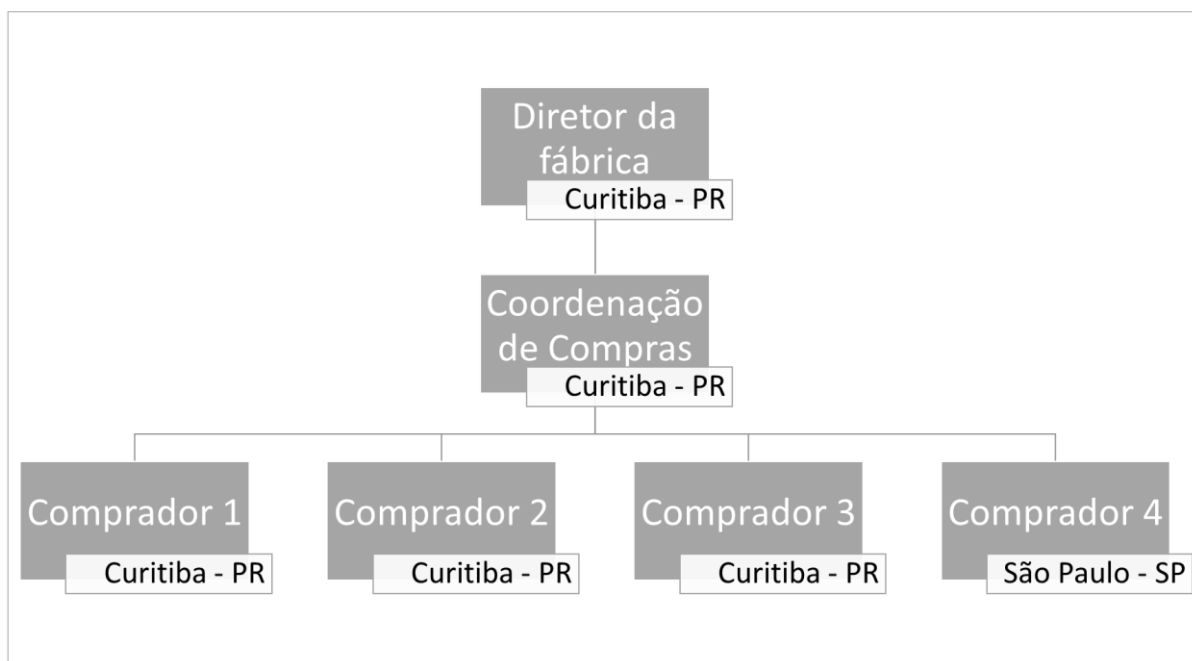 Diretor da
fábrica
Curitiba - PR
Coordenação
de Compras
Curitiba - PR
Comprador 1
Curitiba - PR
Comprador 2
Curitiba - PR
Comprador 3
Curitiba - PR
Comprador 4
São Paulo - SP